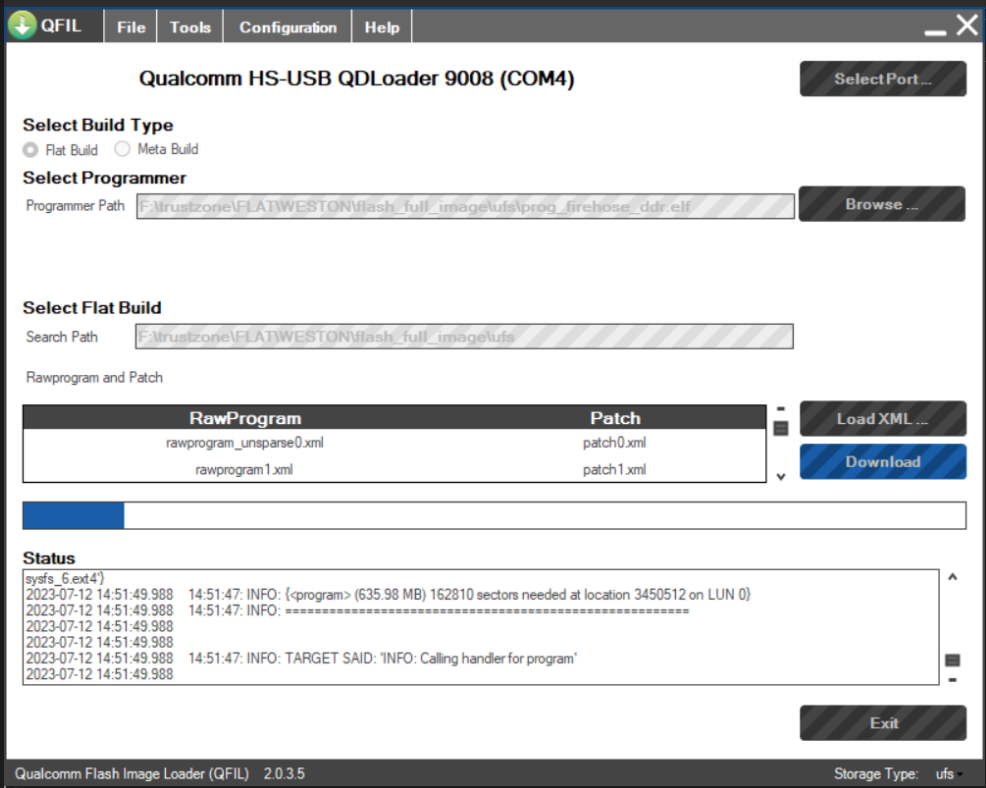 QFIL File Tools Configuration Help
Qualcomm HS-USB QDLoader 9008 (COM4)
Select Port ...
Select Build Type
Flat Build Meta Build
Select Programmer
Programmer Path F:\trustzone\FLAT\WESTON\flash_full_image\ufs\prog_firehose_ddr.elf Browse ...
Select Flat Build
Search Path F:\trustzone\FLAT\WESTON\flash_full_image\ufs
Rawprogram and Patch
RawProgram Patch
Load XML ...
rawprogram_unsparse0.xml patch0.xml
Download
rawprogram1.xml patch1.xml
Status
sysfs_6.ext4'}
2023-07-12 14:51:49.988 14:51:47: INFO: {<program> (635.98 MB) 162810 sectors needed at location 3450512 on LUN 0}
2023-07-12 14:51:49.988 14:51:47: INFO: =======================================================
2023-07-12 14:51:49.988
2023-07-12 14:51:49.988
2023-07-12 14:51:49.988 14:51:47: INFO: TARGET SAID: 'INFO: Calling handler for program'
2023-07-12 14:51:49.988
Exit
Qualcomm Flash Image Loader (QFIL) 2.0.3.5 Storage Type: ufs